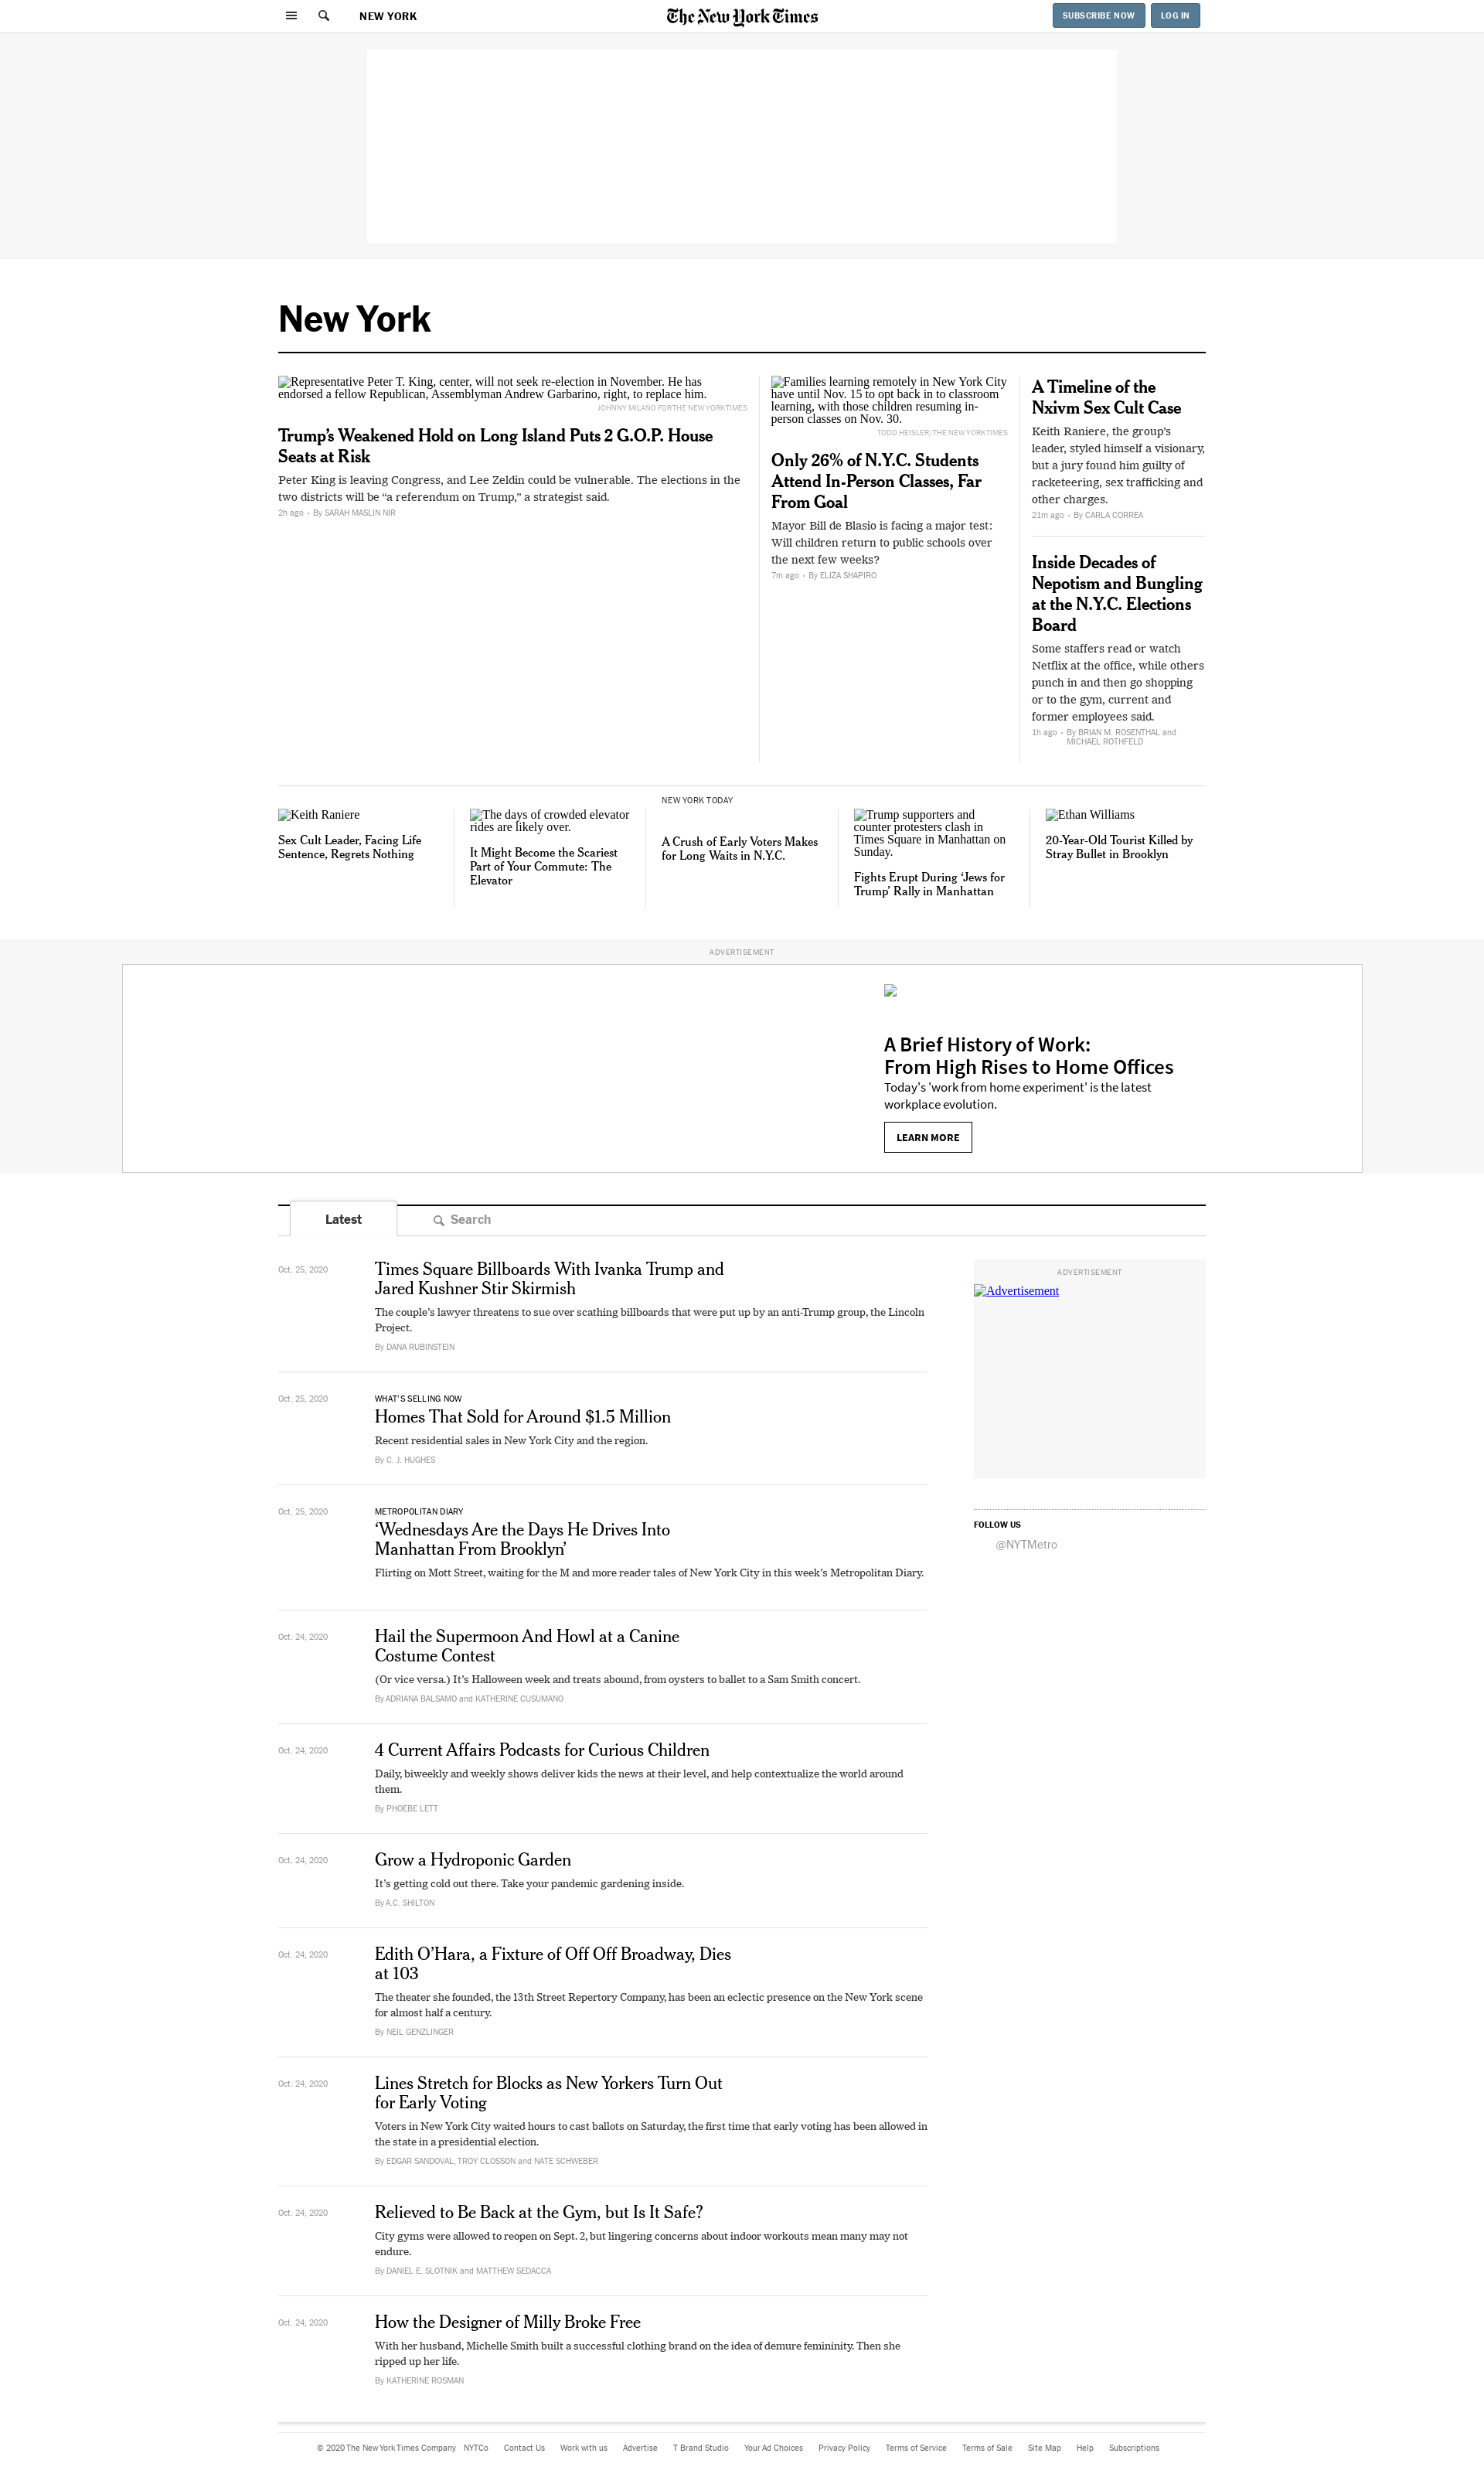 NEW YORK
The New York Times
SUBSCRIBE NOW
LOG IN
New York
Representative Peter T. King, center, will not seek re-election in November. He has
endorsed a fellow Republican, Assemblyman Andrew Garbarino, right, to replace him.
JOHNNY MILANO FOR THE NEW YORK TIMES
Trump’s Weakened Hold on Long Island Puts 2 G.O.P. House
Seats at Risk
Peter King is leaving Congress, and Lee Zeldin could be vulnerable. The elections in the
two districts will be “a referendum on Trump,” a strategist said.
2h ago • By SARAH MASLIN NIR
Families learning remotely in New York City
have until Nov. 15 to opt back in to classroom
learning, with those children resuming in-
person classes on Nov. 30.
TODD HEISLER/THE NEW YORK TIMES
Only 26% of N.Y.C. Students
Attend In-Person Classes, Far
From Goal
Mayor Bill de Blasio is facing a major test:
Will children return to public schools over
the next few weeks?
7m ago • By ELIZA SHAPIRO
A Timeline of the
Nxivm Sex Cult Case
Keith Raniere, the group’s
leader, styled himself a visionary,
but a jury found him guilty of
racketeering, sex trafficking and
other charges.
21m ago • By CARLA CORREA
Inside Decades of
Nepotism and Bungling
at the N.Y.C. Elections
Board
Some staffers read or watch
Netflix at the office, while others
punch in and then go shopping
or to the gym, current and
former employees said.
1h ago • By BRIAN M. ROSENTHAL and
MICHAEL ROTHFELD
Keith Raniere
Sex Cult Leader, Facing Life
Sentence, Regrets Nothing
The days of crowded elevator
rides are likely over.
It Might Become the Scariest
Part of Your Commute: The
Elevator
NEW YORK TODAY
A Crush of Early Voters Makes
for Long Waits in N.Y.C.
Trump supporters and
counter protesters clash in
Times Square in Manhattan on
Sunday.
Fights Erupt During ‘Jews for
Trump’ Rally in Manhattan
Ethan Williams
20-Year-Old Tourist Killed by
Stray Bullet in Brooklyn
ADVERTISEMENT
A Brief History of Work:
From High Rises to Home Offices
Today's 'work from home experiment' is the latest
workplace evolution.
LEARN MORE
Latest
Search
Oct. 25, 2020
Times Square Billboards With Ivanka Trump and
Jared Kushner Stir Skirmish
The couple’s lawyer threatens to sue over scathing billboards that were put up by an anti-Trump group, the Lincoln
Project.
By DANA RUBINSTEIN
ADVERTISEMENT
Advertisement
Oct. 25, 2020
WHAT'S SELLING NOW
Homes That Sold for Around $1.5 Million
Recent residential sales in New York City and the region.
By C. J. HUGHES
Oct. 25, 2020
METROPOLITAN DIARY
‘Wednesdays Are the Days He Drives Into
Manhattan From Brooklyn’
Flirting on Mott Street, waiting for the M and more reader tales of New York City in this week’s Metropolitan Diary.
FOLLOW US
@NYTMetro
Oct. 24, 2020
Hail the Supermoon And Howl at a Canine
Costume Contest
(Or vice versa.) It’s Halloween week and treats abound, from oysters to ballet to a Sam Smith concert.
By ADRIANA BALSAMO and KATHERINE CUSUMANO
Oct. 24, 2020
4 Current Affairs Podcasts for Curious Children
Daily, biweekly and weekly shows deliver kids the news at their level, and help contextualize the world around
them.
By PHOEBE LETT
Oct. 24, 2020
Grow a Hydroponic Garden
It’s getting cold out there. Take your pandemic gardening inside.
By A.C. SHILTON
Oct. 24, 2020
Edith O’Hara, a Fixture of Off Off Broadway, Dies
at 103
The theater she founded, the 13th Street Repertory Company, has been an eclectic presence on the New York scene
for almost half a century.
By NEIL GENZLINGER
Oct. 24, 2020
Lines Stretch for Blocks as New Yorkers Turn Out
for Early Voting
Voters in New York City waited hours to cast ballots on Saturday, the first time that early voting has been allowed in
the state in a presidential election.
By EDGAR SANDOVAL, TROY CLOSSON and NATE SCHWEBER
Oct. 24, 2020
Relieved to Be Back at the Gym, but Is It Safe?
City gyms were allowed to reopen on Sept. 2, but lingering concerns about indoor workouts mean many may not
endure.
By DANIEL E. SLOTNIK and MATTHEW SEDACCA
Oct. 24, 2020
How the Designer of Milly Broke Free
With her husband, Michelle Smith built a successful clothing brand on the idea of demure femininity. Then she
ripped up her life.
By KATHERINE ROSMAN
© 2020 The New York Times Company NYTCo Contact Us Work with us Advertise T Brand Studio Your Ad Choices Privacy Policy Terms of Service Terms of Sale Site Map Help Subscriptions